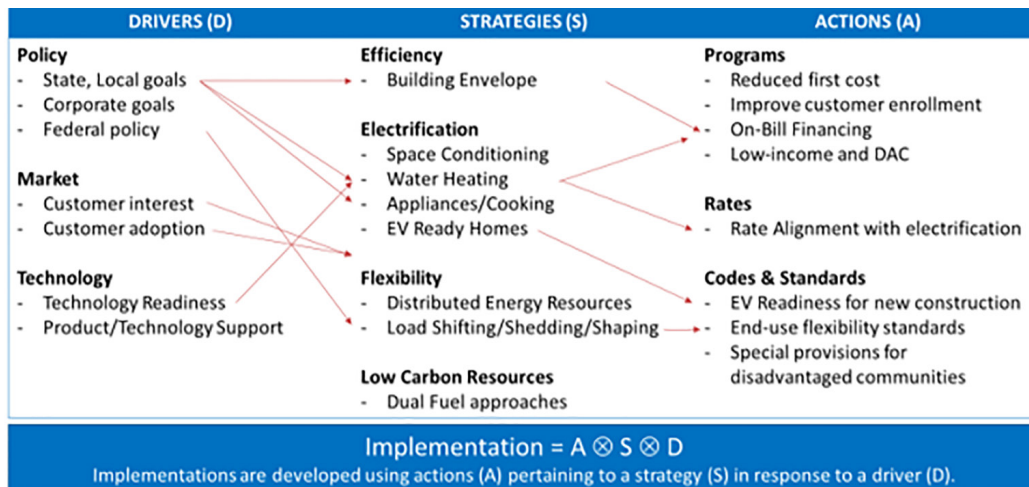 DRIVERS (D)
Policy
- State, Local goals
- Corporate goals
- Federal policy
Market
- Customer interest
- Customer adoption
Technology
- Technology Readiness
- Product/Technology Support
STRATEGIES (S)
Efficiency
- Building Envelope
Electrification
- Space Conditioning
- Water Heating
- Appliances/Cooking
- EV Ready Homes
Flexibility
- Distributed Energy Resources
- Load Shifting/Shedding/Shaping
Low Carbon Resources
- Dual Fuel approaches
ACTIONS (A)
Programs
- Reduced first cost
- Improve customer enrollment
- On-Bill Financing
- Low-income and DAC
Rates
- Rate Alignment with electrification
Codes & Standards
- EV Readiness for new construction
- End-use flexibility standards
- Special provisions for
disadvantaged communities
Implementation = A ⊗ S ⊗ D
Implementations are developed using actions (A) pertaining to a strategy (S) in response to a driver (D).